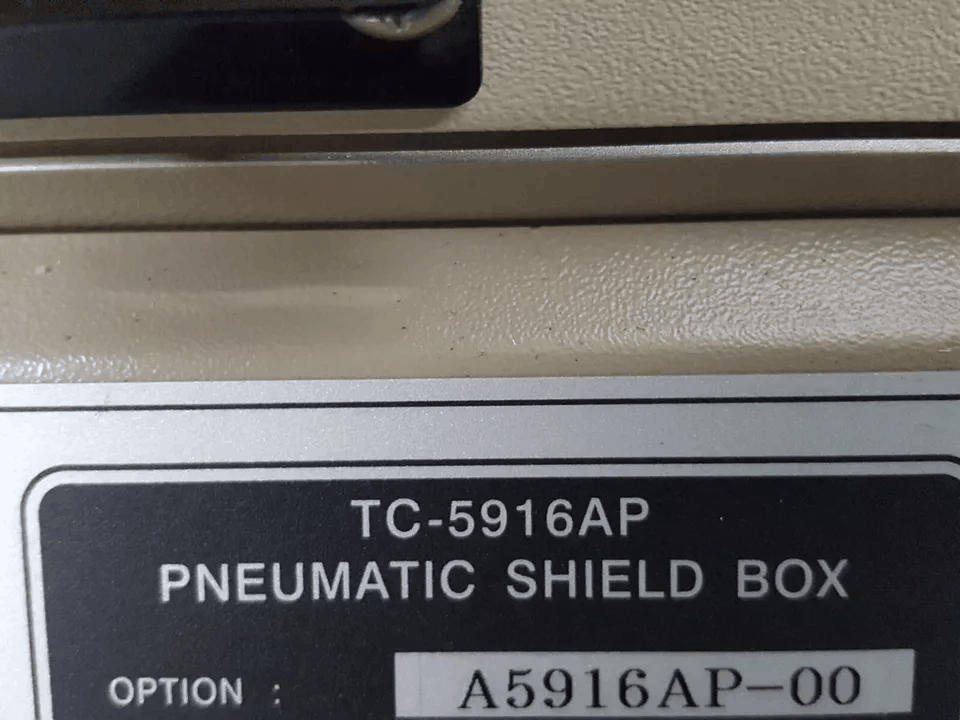 TC-5916AP
PNEUMATIC SHIELD BOX
OPTION : A5916AP-00